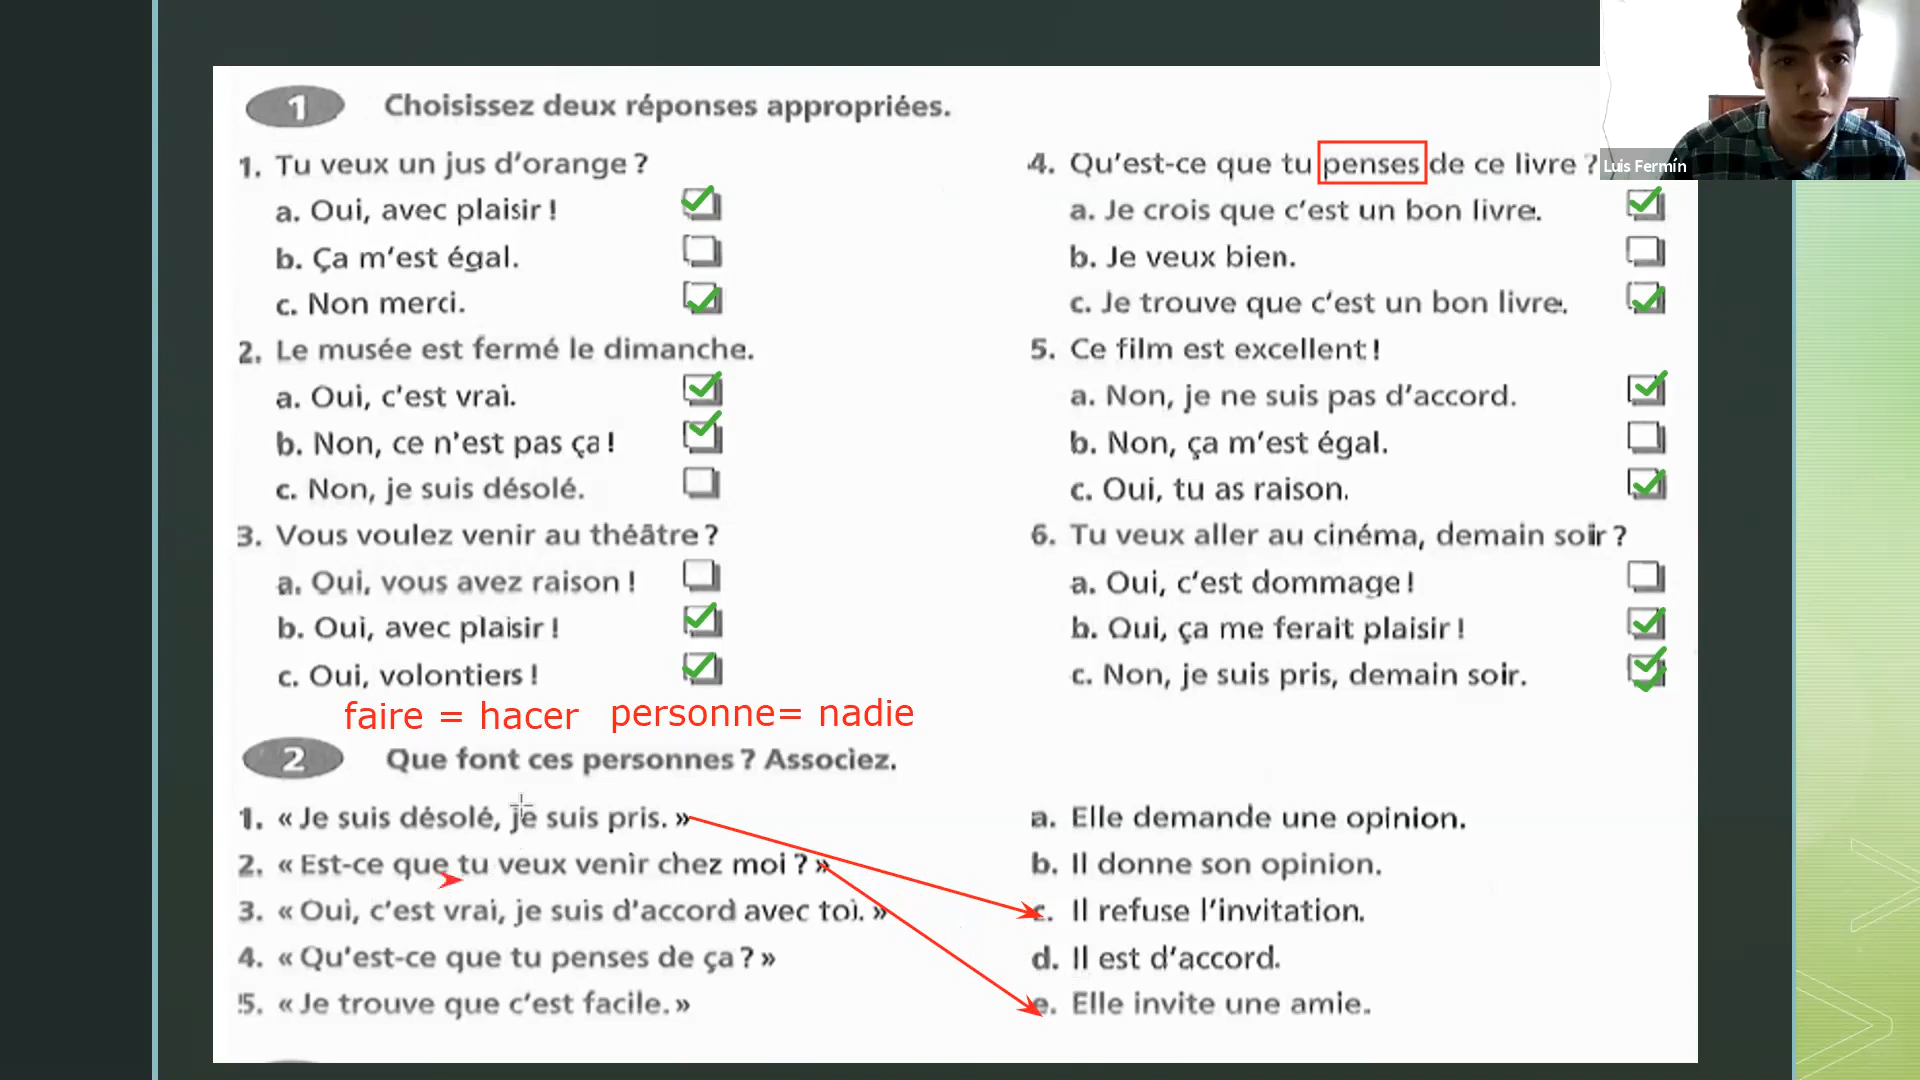 1 Choisissez deux réponses appropriées.
1. Tu veux un jus d'orange ?
a. Oui, avec plaisir !
b. Ça m'est égal.
c. Non merci.
2. Le musée est fermé le dimanche.
a. Oui, c'est vrai.
b. Non, ce n'est pas ça !
c. Non, je suis désolé.
3. Vous voulez venir au théâtre ?
a. Oui, vous avez raison !
b. Oui, avec plaisir !
c. Oui, volontiers !
4. Qu'est-ce que tu penses de ce livre ?
a. Je crois que c'est un bon livre.
b. Je veux bien.
c. Je trouve que c'est un bon livre.
5. Ce film est excellent !
a. Non, je ne suis pas d'accord.
b. Non, ça m'est égal.
c. Oui, tu as raison.
6. Tu veux aller au cinéma, demain soir ?
a. Oui, c'est dommage !
b. Oui, ça me ferait plaisir !
c. Non, je suis pris, demain soir.
Luis Fermín
faire = hacer personne= nadie
2 Que font ces personnes ? Associez.
1. « Je suis désolé, je suis pris. »
2. « Est-ce que tu veux venir chez moi ? »
3. « Oui, c'est vrai, je suis d'accord avec toi. »
4. « Qu'est-ce que tu penses de ça ? »
5. « Je trouve que c'est facile. »
a. Elle demande une opinion.
b. Il donne son opinion.
c. Il refuse l'invitation.
d. Il est d'accord.
e. Elle invite une amie.